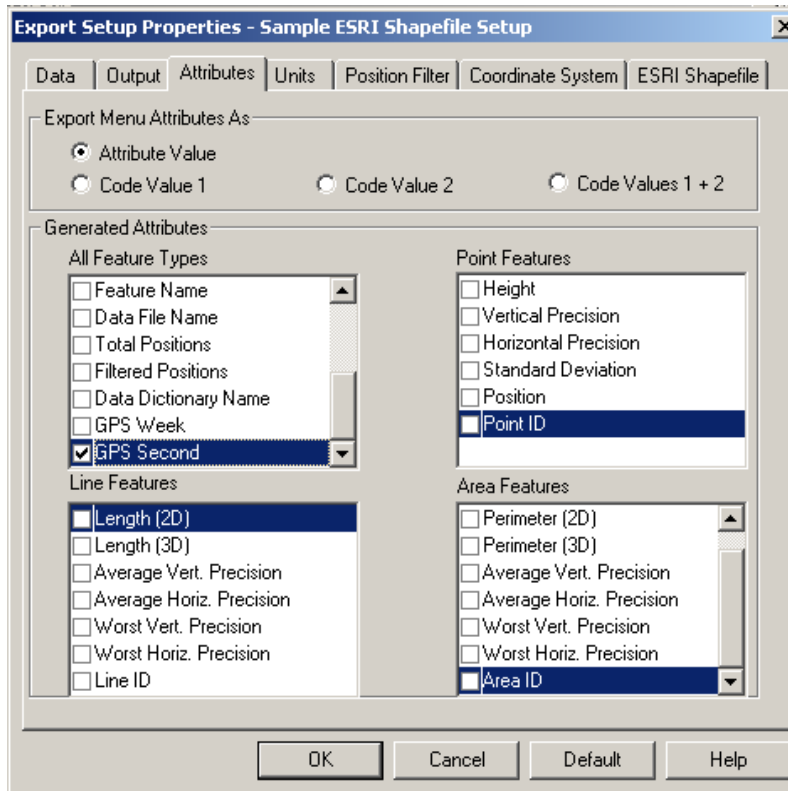 Export Setup Properties - Sample ESRI Shapefile Setup
Data Output Attributes Units Position Filter Coordinate System ESRI Shapefile
Export Menu Attributes As
Attribute Value
Code Value 1 Code Value 2 Code Values 1 + 2
Generated Attributes
All Feature Types
Feature Name
Data File Name
Total Positions
Filtered Positions
Data Dictionary Name
GPS Week
GPS Second
Point Features
Height
Vertical Precision
Horizontal Precision
Standard Deviation
Position
Point ID
Line Features
Length (2D)
Length (3D)
Average Vert. Precision
Average Horiz. Precision
Worst Vert. Precision
Worst Horiz. Precision
Line ID
Area Features
Perimeter (2D)
Perimeter (3D)
Average Vert. Precision
Average Horiz. Precision
Worst Vert. Precision
Worst Horiz. Precision
Area ID
OK Cancel Default Help